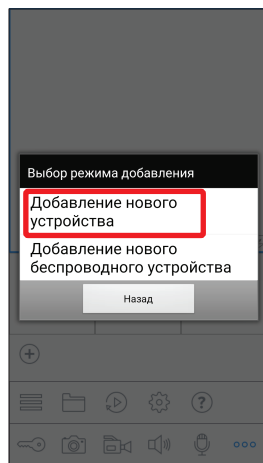 Выбор режима добавления
Добавление нового
устройства
Добавление нового
беспроводного устройства
Назад